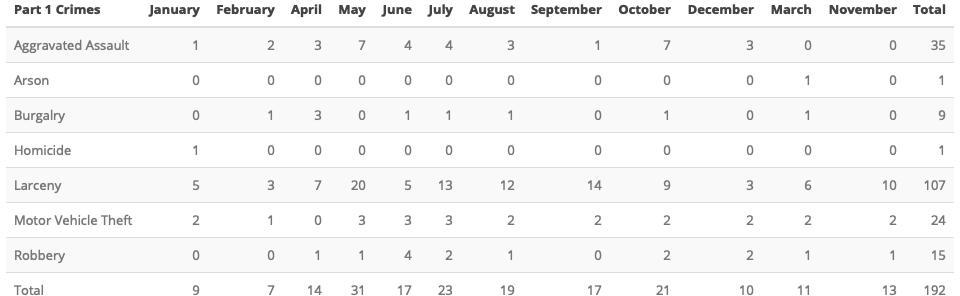 Part 1 Crimes January February April May June July August September October December March November Total
Aggravated Assault 1 2 3 7 4 4 3 1 7 3 0 0 35
Arson 0 0 0 0 0 0 0 0 0 0 1 0 1
Burgalry 0 1 3 0 1 1 1 0 1 0 1 0 9
Homicide 1 0 0 0 0 0 0 0 0 0 0 0 1
Larceny 5 3 7 20 5 13 12 14 9 3 6 10 107
Motor Vehicle Theft 2 1 0 3 3 3 2 2 2 2 2 2 24
Robbery 0 0 1 1 4 2 1 0 2 2 1 1 15
Total 9 7 14 31 17 23 19 17 21 10 11 13 192